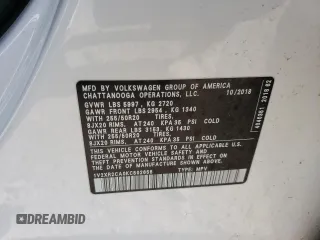 MFD BY VOLKSWAGEN GROUP OF AMERICA
CHATTANOOGA OPERATIONS, LLC. 10/2018
GVWR LBS 5997, KG 2720
GAWR FRONT LBS 2954, KG 1340
WITH 255/50R20 TIRES,
8JX20 RIMS, AT 240 KPA 35 PSI COLD
GAWR REAR LBS 3153, KG 1430
WITH 255/50R20 TIRES,
8JX20 RIMS, AT 240 KPA 35 PSI COLD
THIS VEHICLE CONFORMS TO ALL APPLICABLE
FEDERAL MOTOR VEHICLE SAFETY AND
THEFT PREVENTION STANDARDS IN EFFECT
ON THE DATE OF MANUFACTURE SHOWN ABOVE
TYPE: MPV
DREAMBID